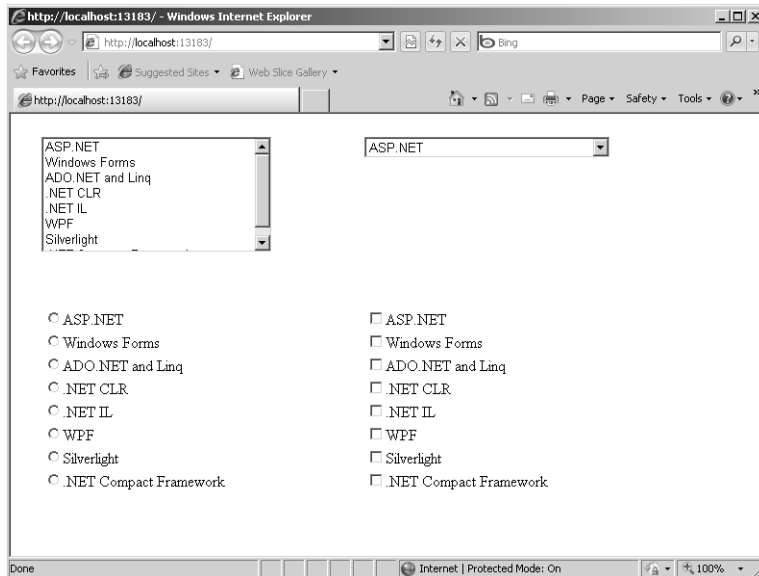 http://localhost:13183/ - Windows Internet Explorer
http://localhost:13183/
Bing
Favorites
Suggested Sites
Web Slice Gallery
http://localhost:13183/
Page
Safety
Tools
ASP.NET
Windows Forms
ADO.NET and Linq
.NET CLR
.NET IL
WPF
Silverlight
ASP.NET
ASP.NET
Windows Forms
ADO.NET and Linq
.NET CLR
.NET IL
WPF
Silverlight
.NET Compact Framework
ASP.NET
Windows Forms
ADO.NET and Linq
.NET CLR
.NET IL
WPF
Silverlight
.NET Compact Framework
Done
Internet | Protected Mode: On
100%